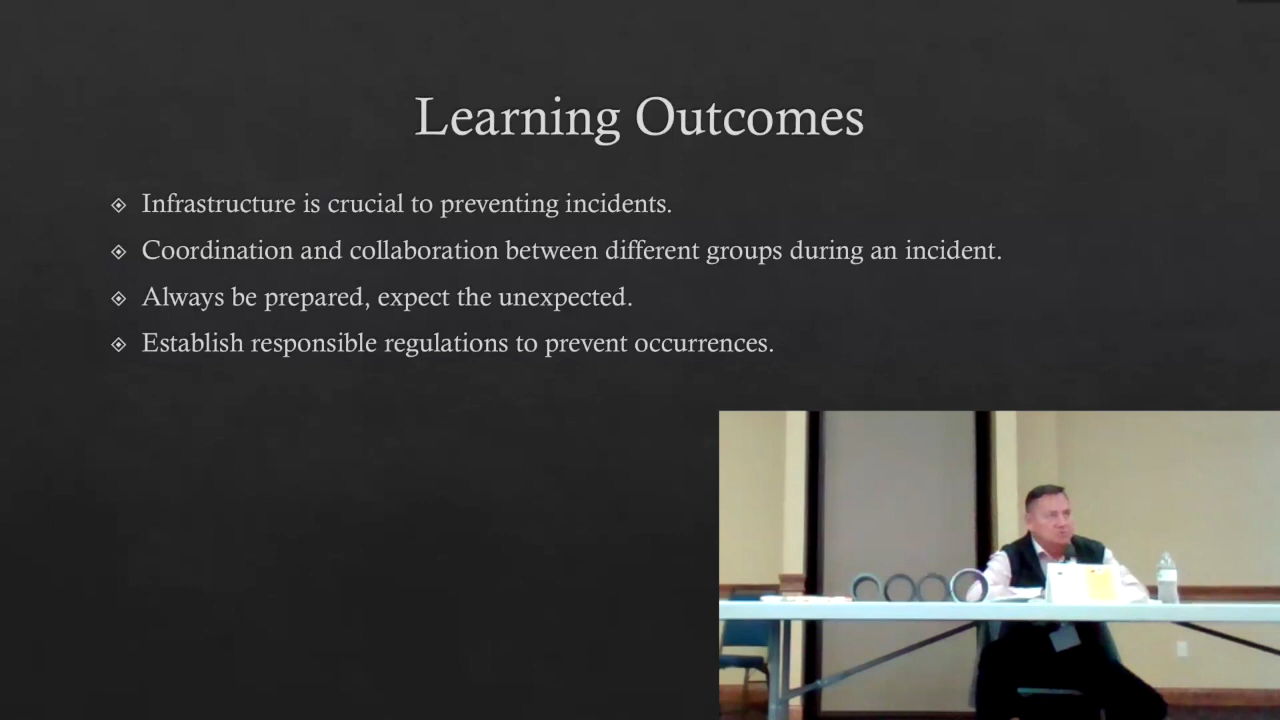 Learning Outcomes
Infrastructure is crucial to preventing incidents.
Coordination and collaboration between different groups during an incident.
Always be prepared, expect the unexpected.
Establish responsible regulations to prevent occurrences.